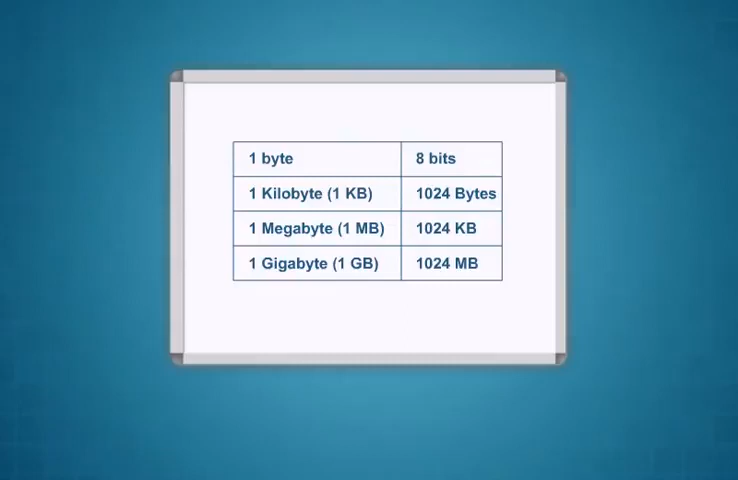 1 byte 8 bits
1 Kilobyte (1 KB) 1024 Bytes
1 Megabyte (1 MB) 1024 KB
1 Gigabyte (1 GB) 1024 MB